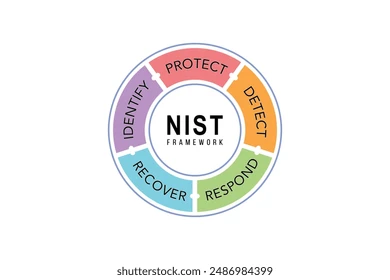 IDENTIFY
PROTECT
DETECT
RESPOND
RECOVER
NIST
FRAMEWORK
shutterstock.com · 2486984399